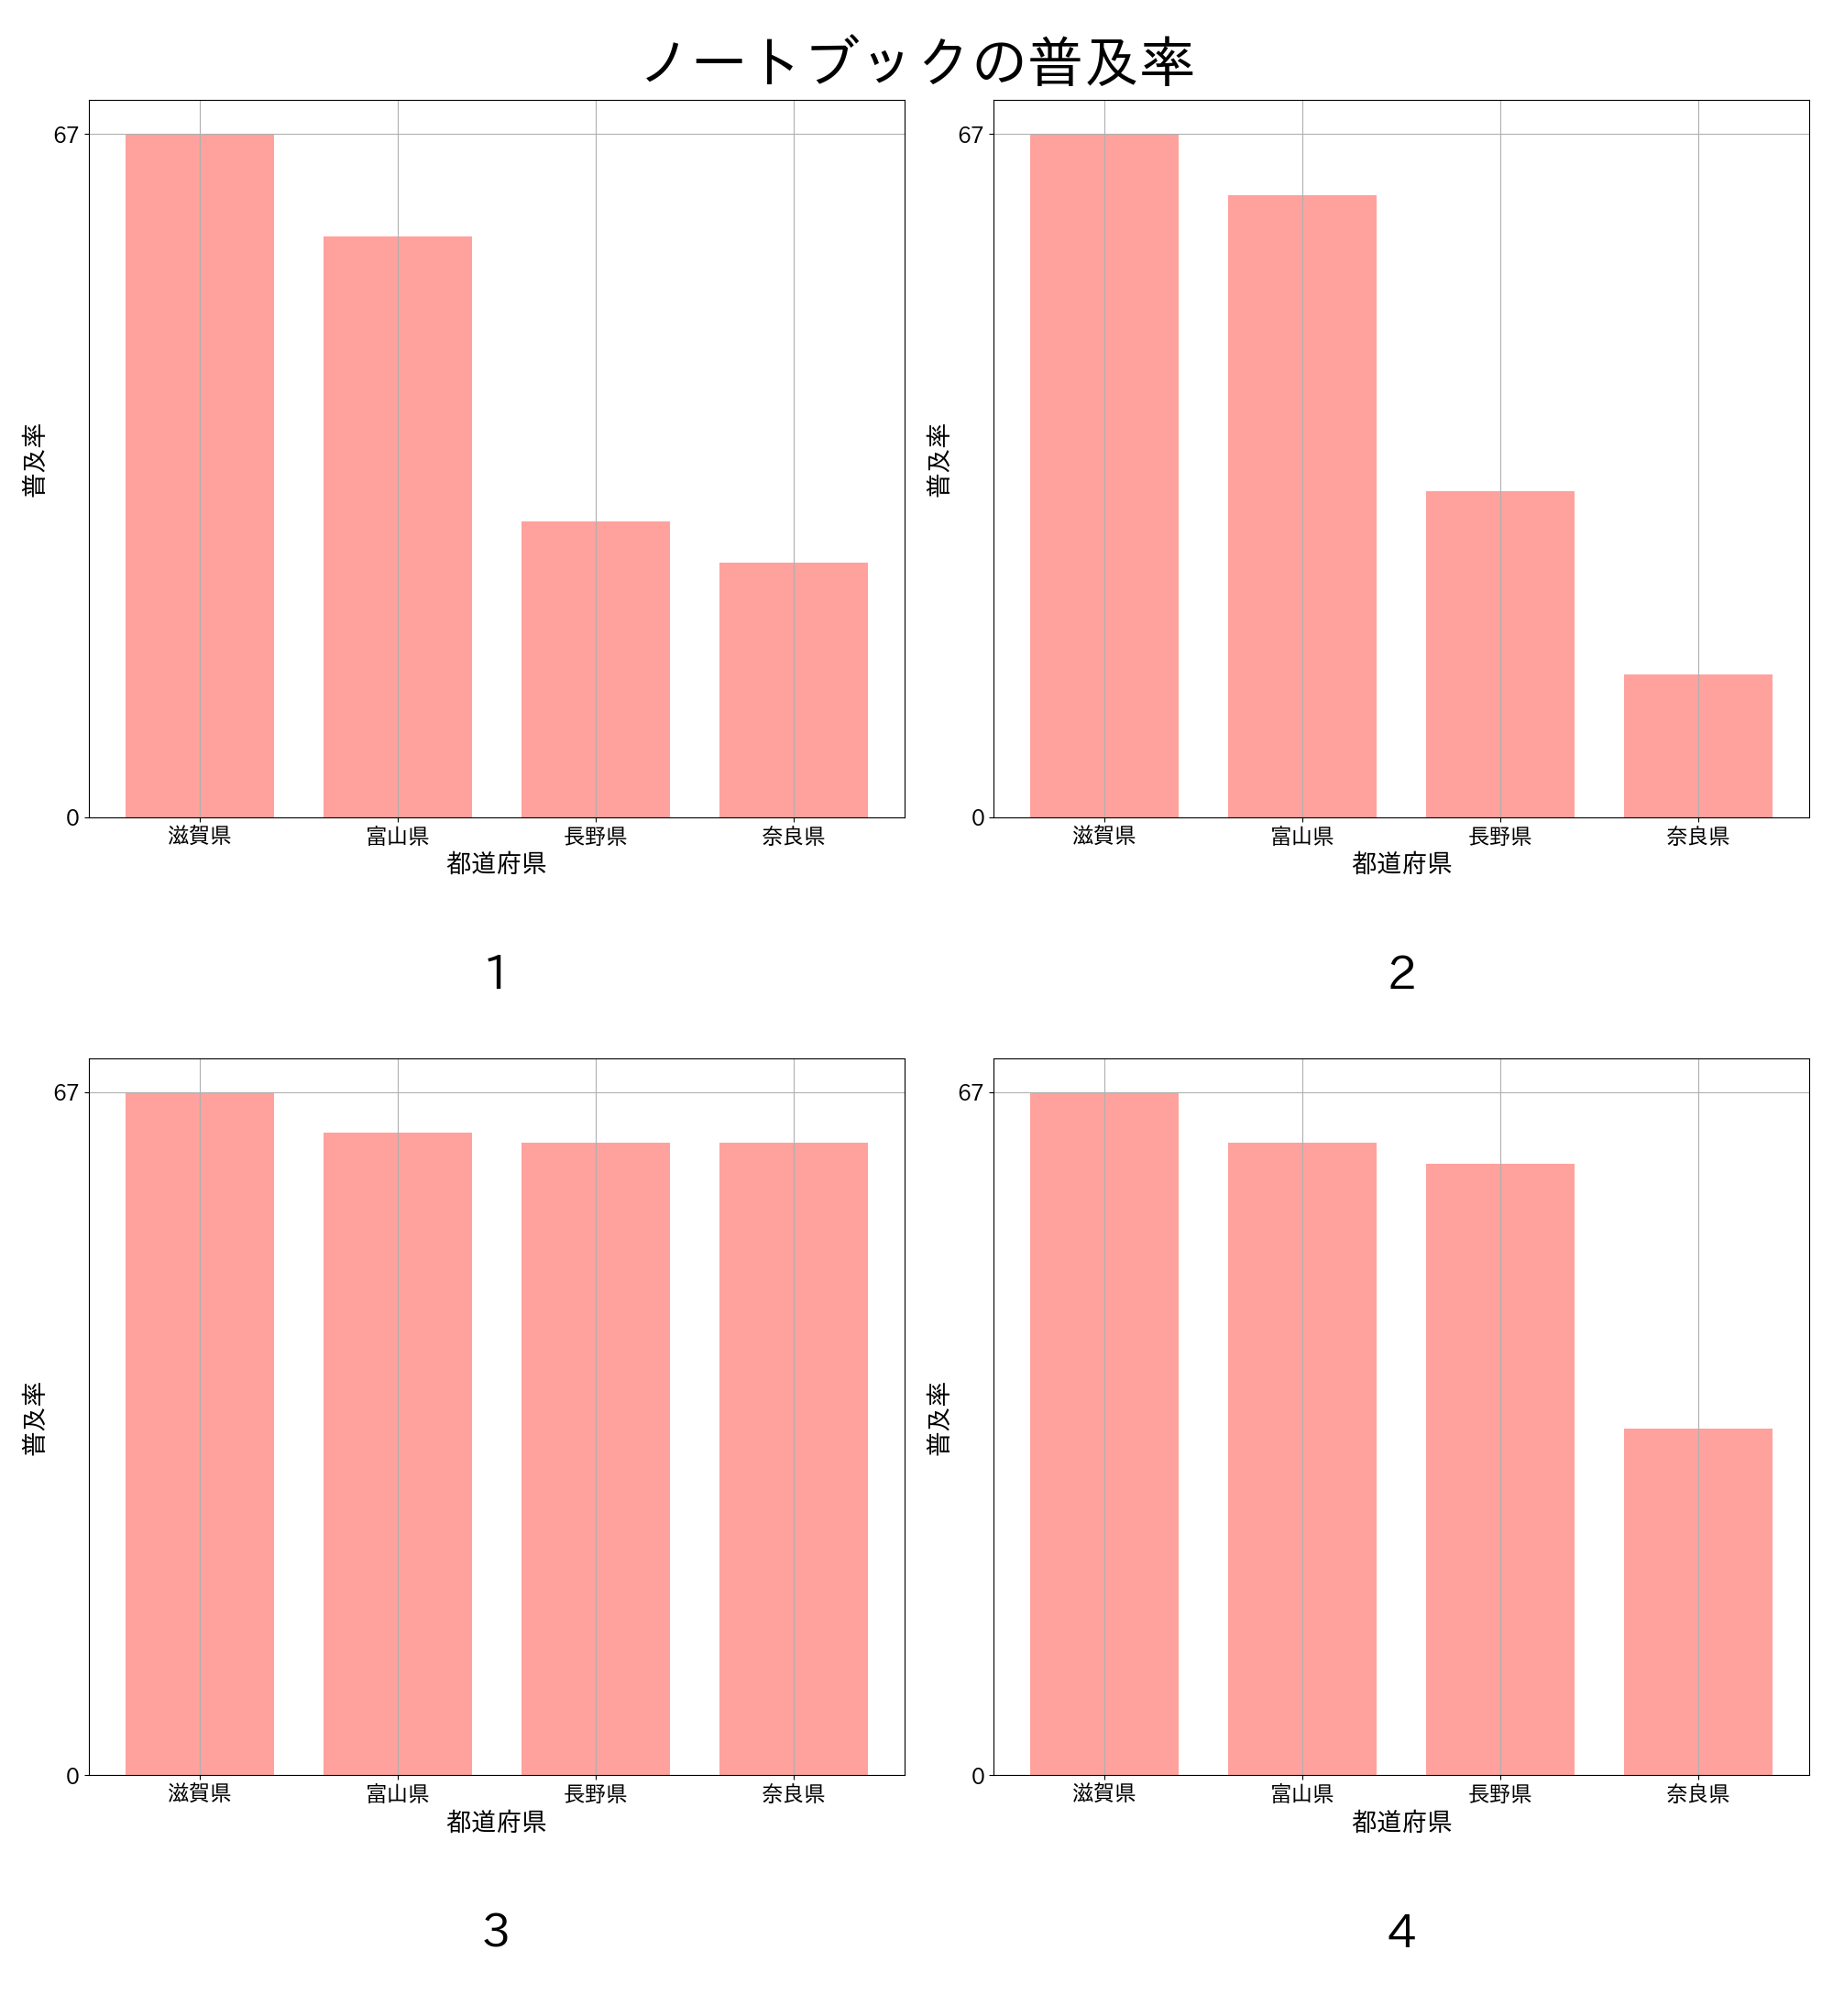 ノートブックの普及率
67
0
普及率
滋賀県 富山県 長野県 奈良県
都道府県
1
67
0
普及率
滋賀県 富山県 長野県 奈良県
都道府県
2
67
0
普及率
滋賀県 富山県 長野県 奈良県
都道府県
3
67
0
普及率
滋賀県 富山県 長野県 奈良県
都道府県
4